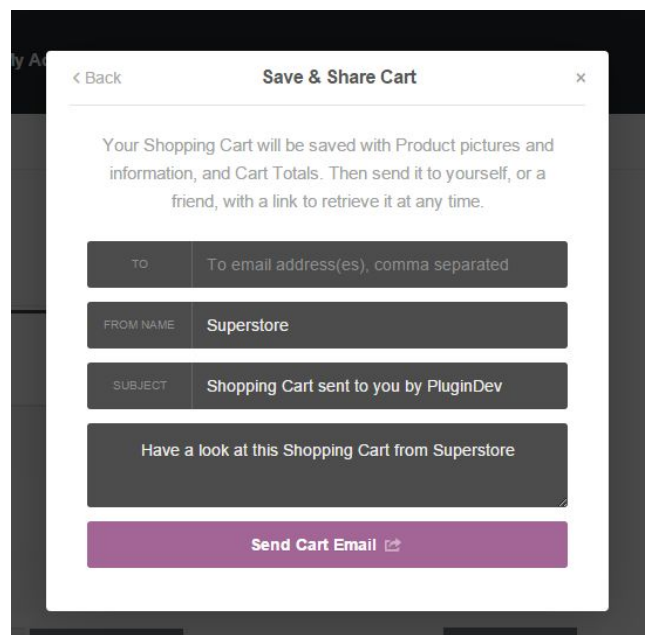 ly Ac
< Back
Save & Share Cart
×
Your Shopping Cart will be saved with Product pictures and
information, and Cart Totals. Then send it to yourself, or a
friend, with a link to retrieve it at any time.
TO
To email address(es), comma separated
FROM NAME
Superstore
SUBJECT
Shopping Cart sent to you by PluginDev
Have a look at this Shopping Cart from Superstore
Send Cart Email